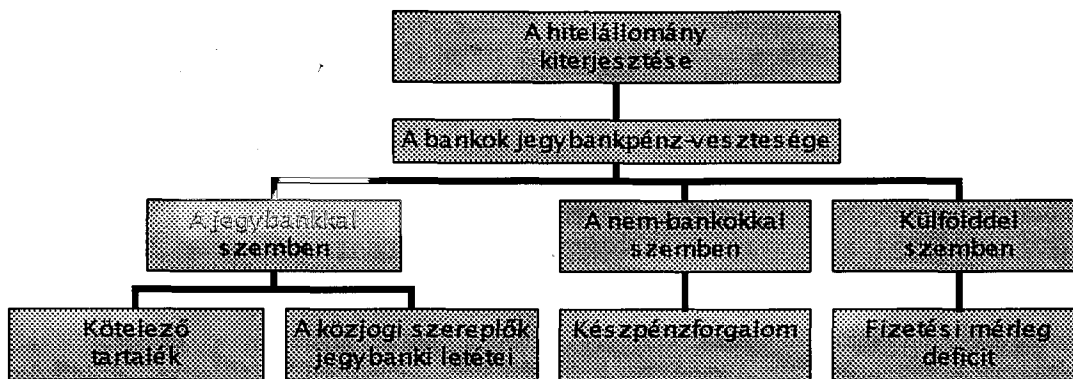 A hitelállomány
kiterjesztése
A bankok jegybankpénz-vesztesége
A jegybankkal
szemben
A nem-bankokkal
szemben
Külfölddel
szemben
Kötelező
tartalék
A közjogi szereplők
jegybanki letétei
Készpénzforgalom
Fizetési mérleg
deficit